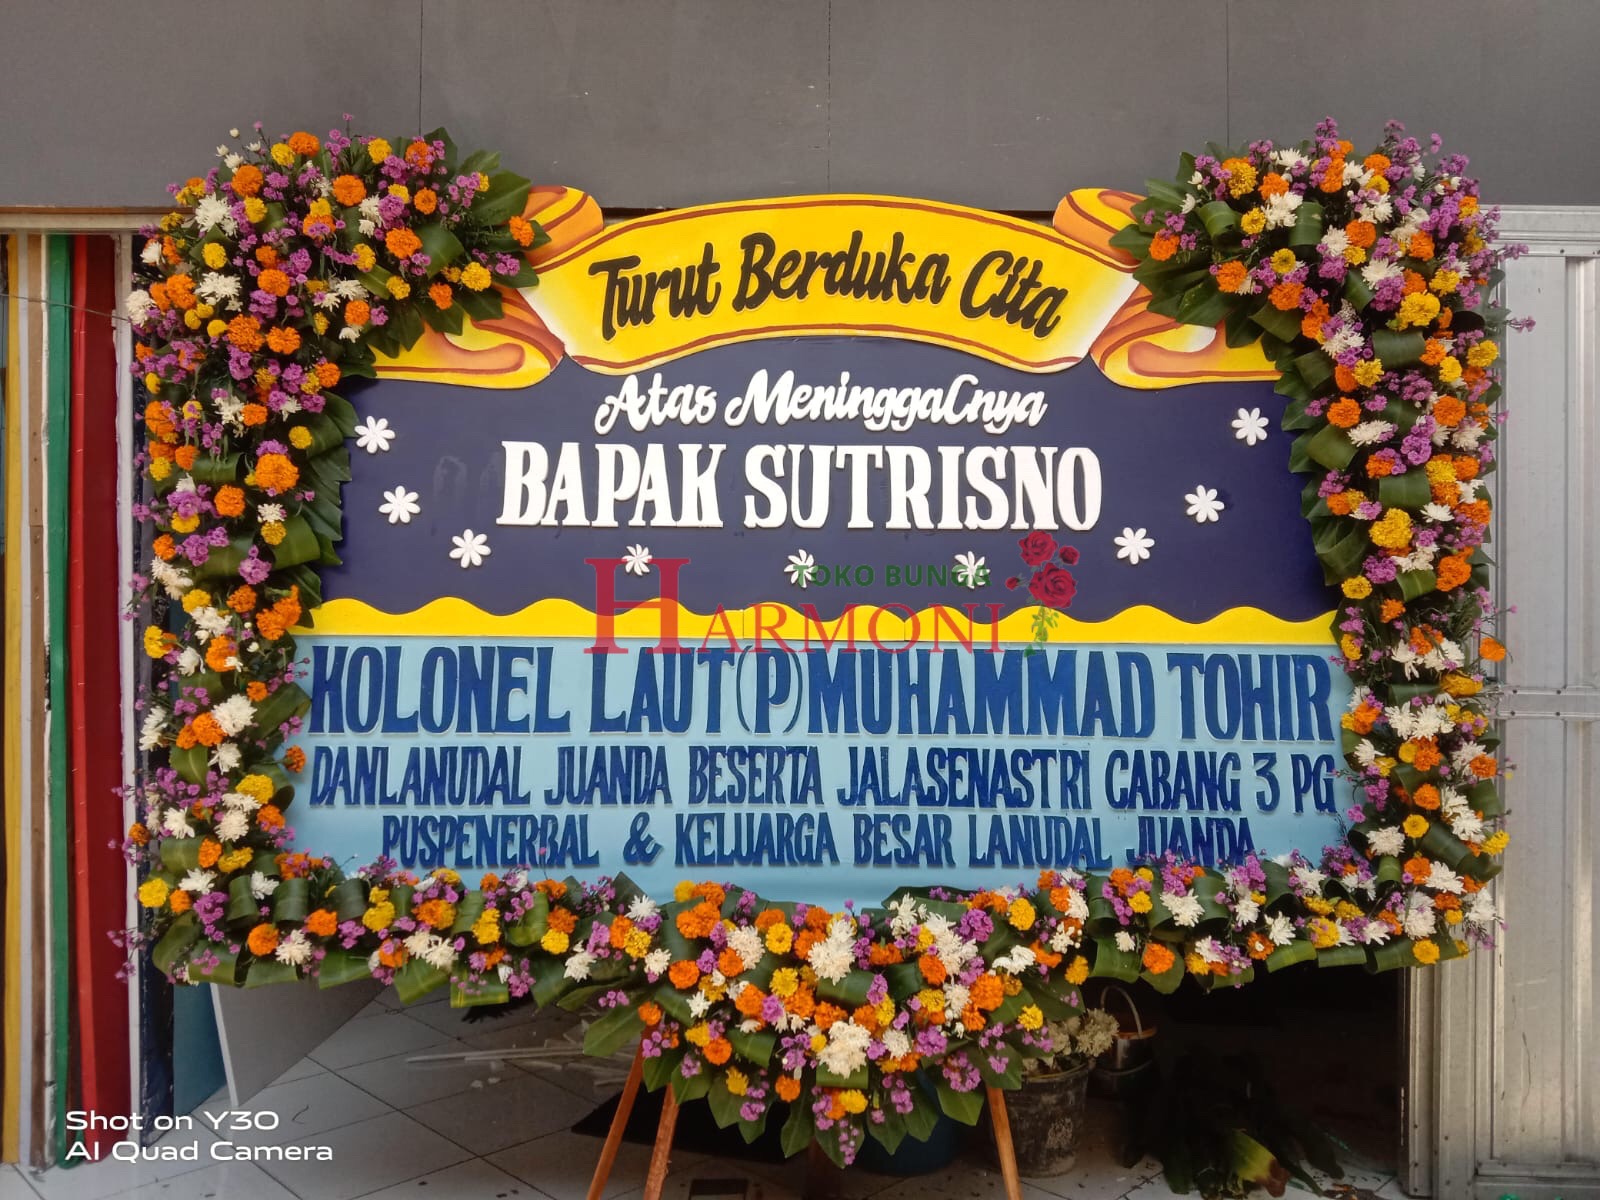 Turut Berduka Cita
Atas Meninggalnya
BAPAK SUTRISNO
TOKO BUNGA
HARMONI
KOLONEL LAUT (P) MUHAMMAD TOHIR
DANLANUDAL JUANDA BESERTA JALASENASTRI CABANG 3 PG
PUSPENERBAL & KELUARGA BESAR LANUDAL JUANDA
Shot on Y30
AI Quad Camera